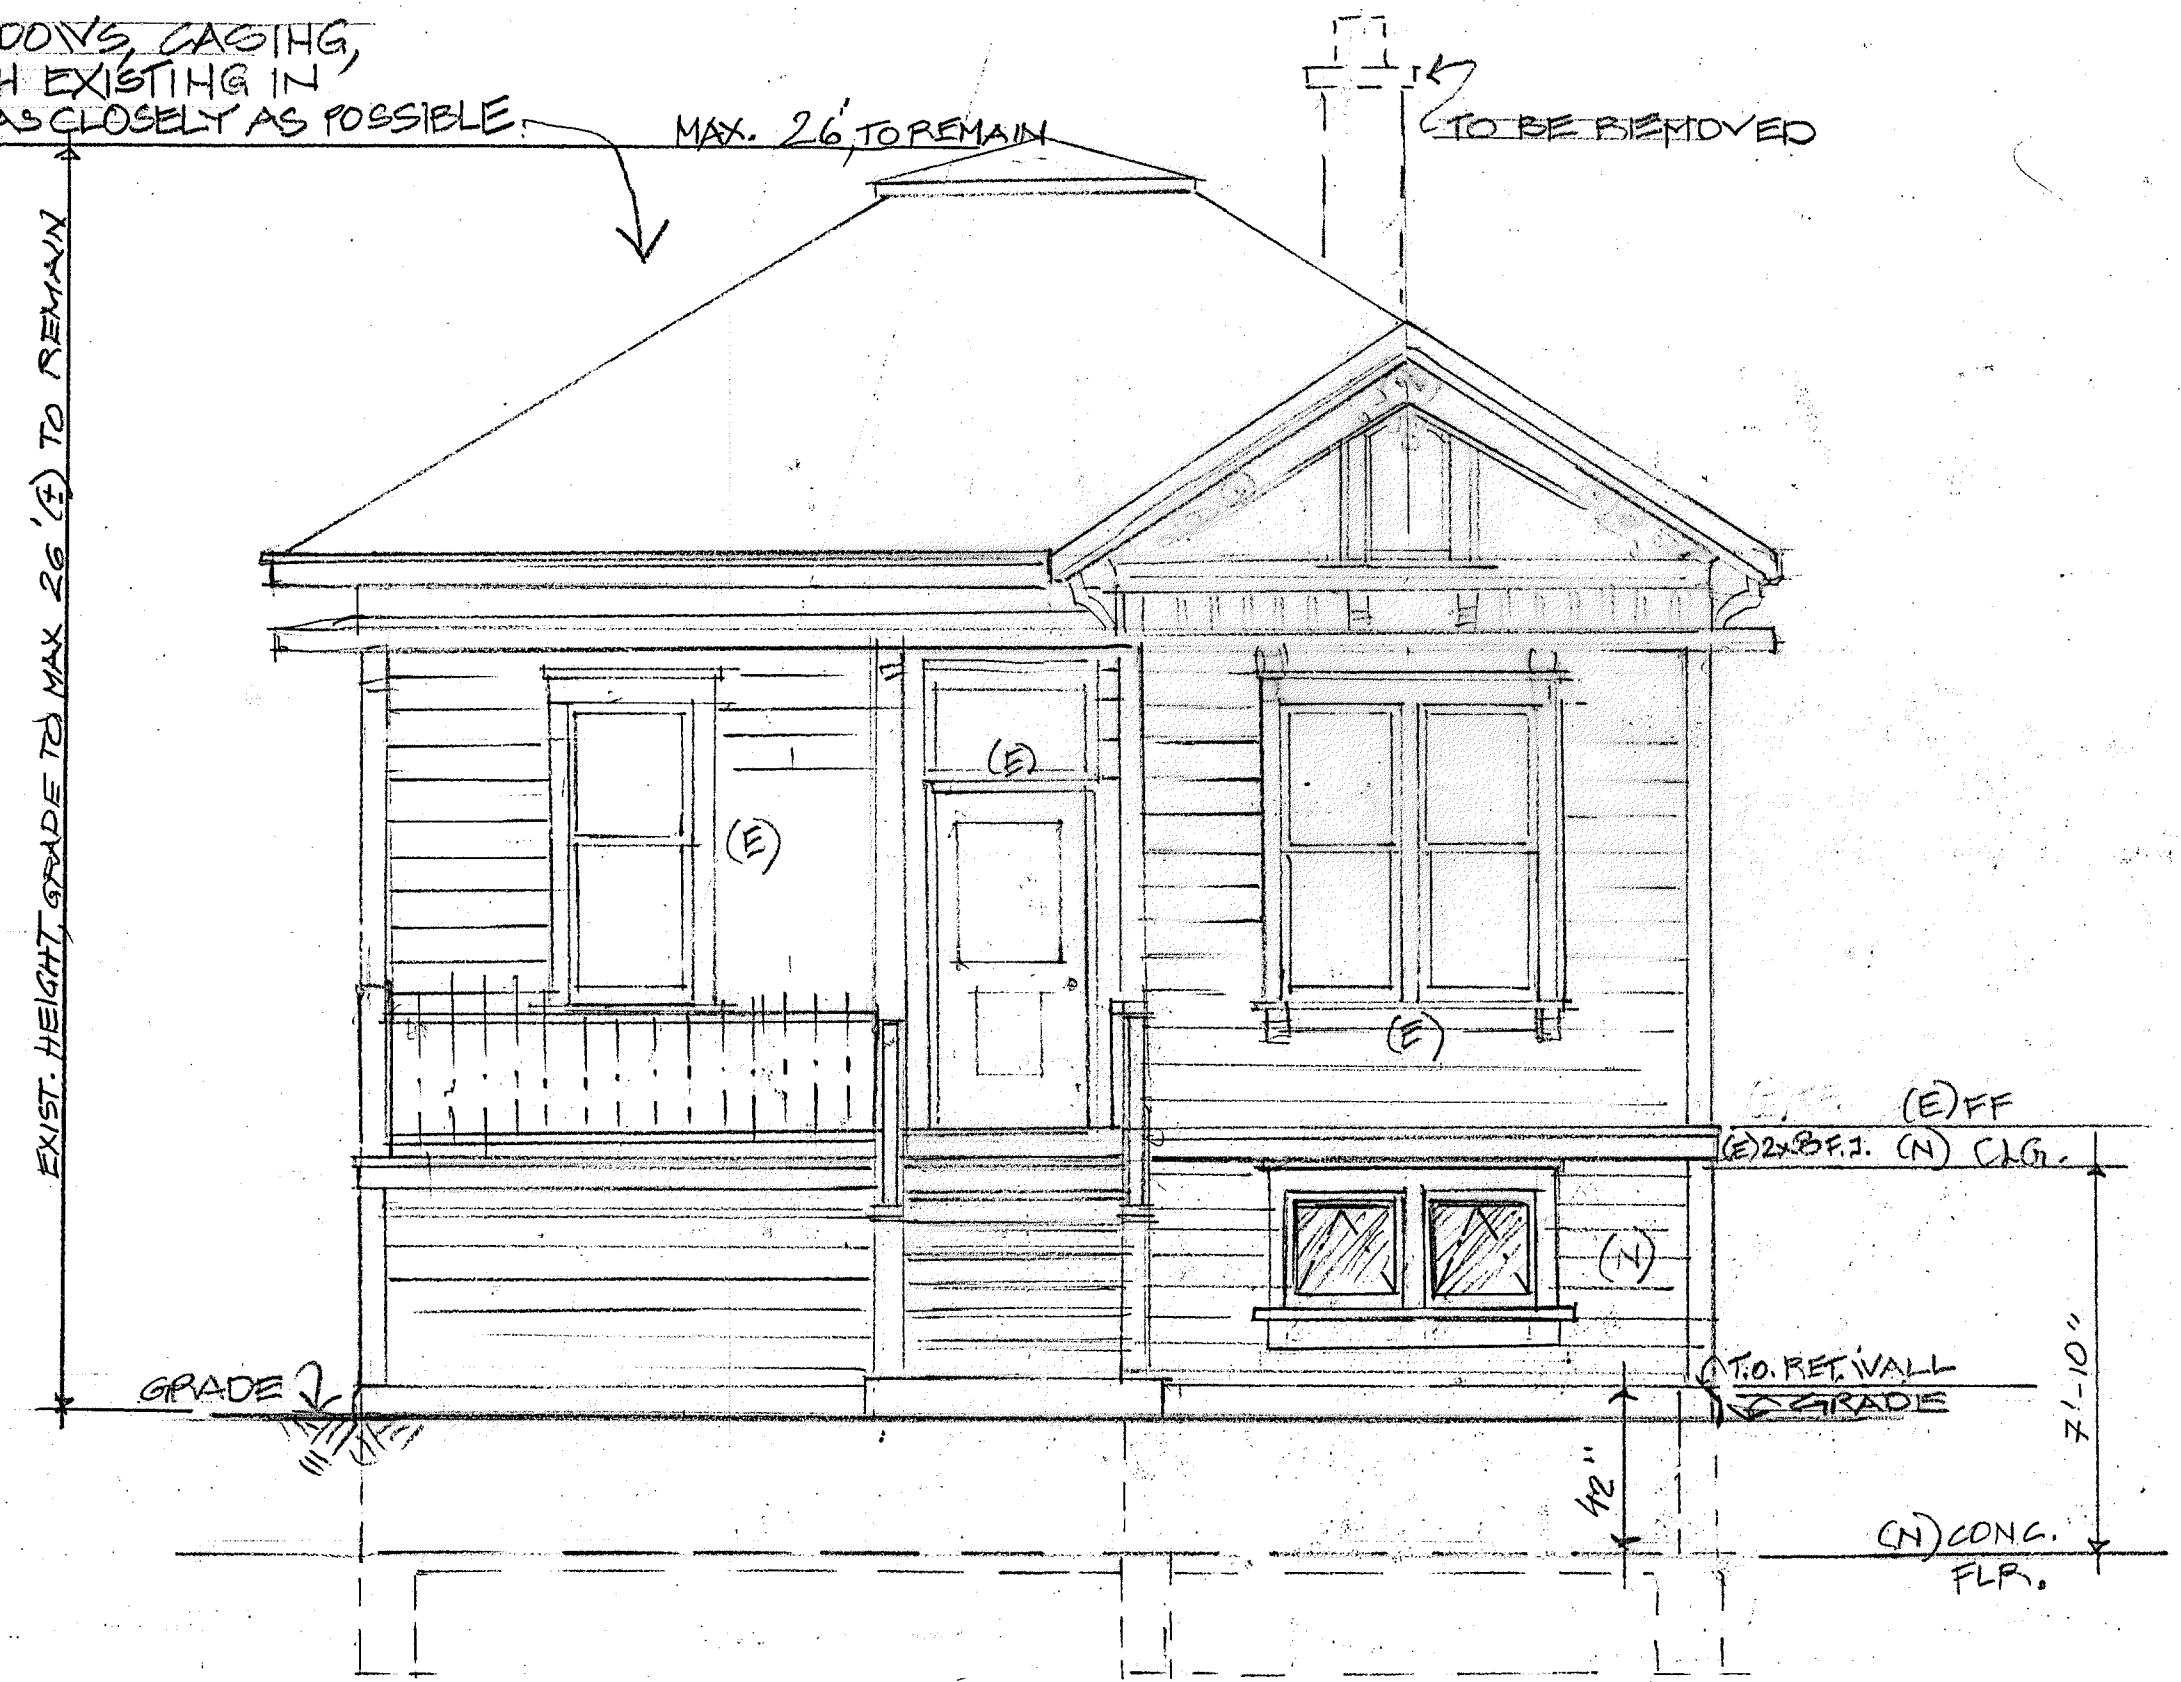 DOWS, CASING,
H EXISTING IN
AS CLOSELY AS POSSIBLE.
MAX. 26', TO REMAIN
TO BE REMOVED
EXIST. HEIGHT, GRADE TO MAX 26'(±) TO REMAIN
(E)
(E)
(E)
(E) FF
(E) 2x8 F.J. (N) CLG.
(N)
T.O. RET. WALL
GRADE
GRADE
7'-10"
42"
(N) CONC.
FLR.